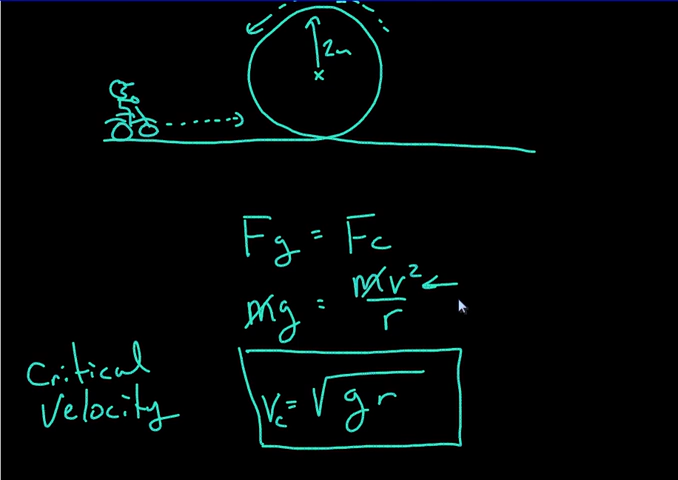 2m
x
Fg = Fc
mg = mv²/r
Critical
Velocity
Vc = √gr